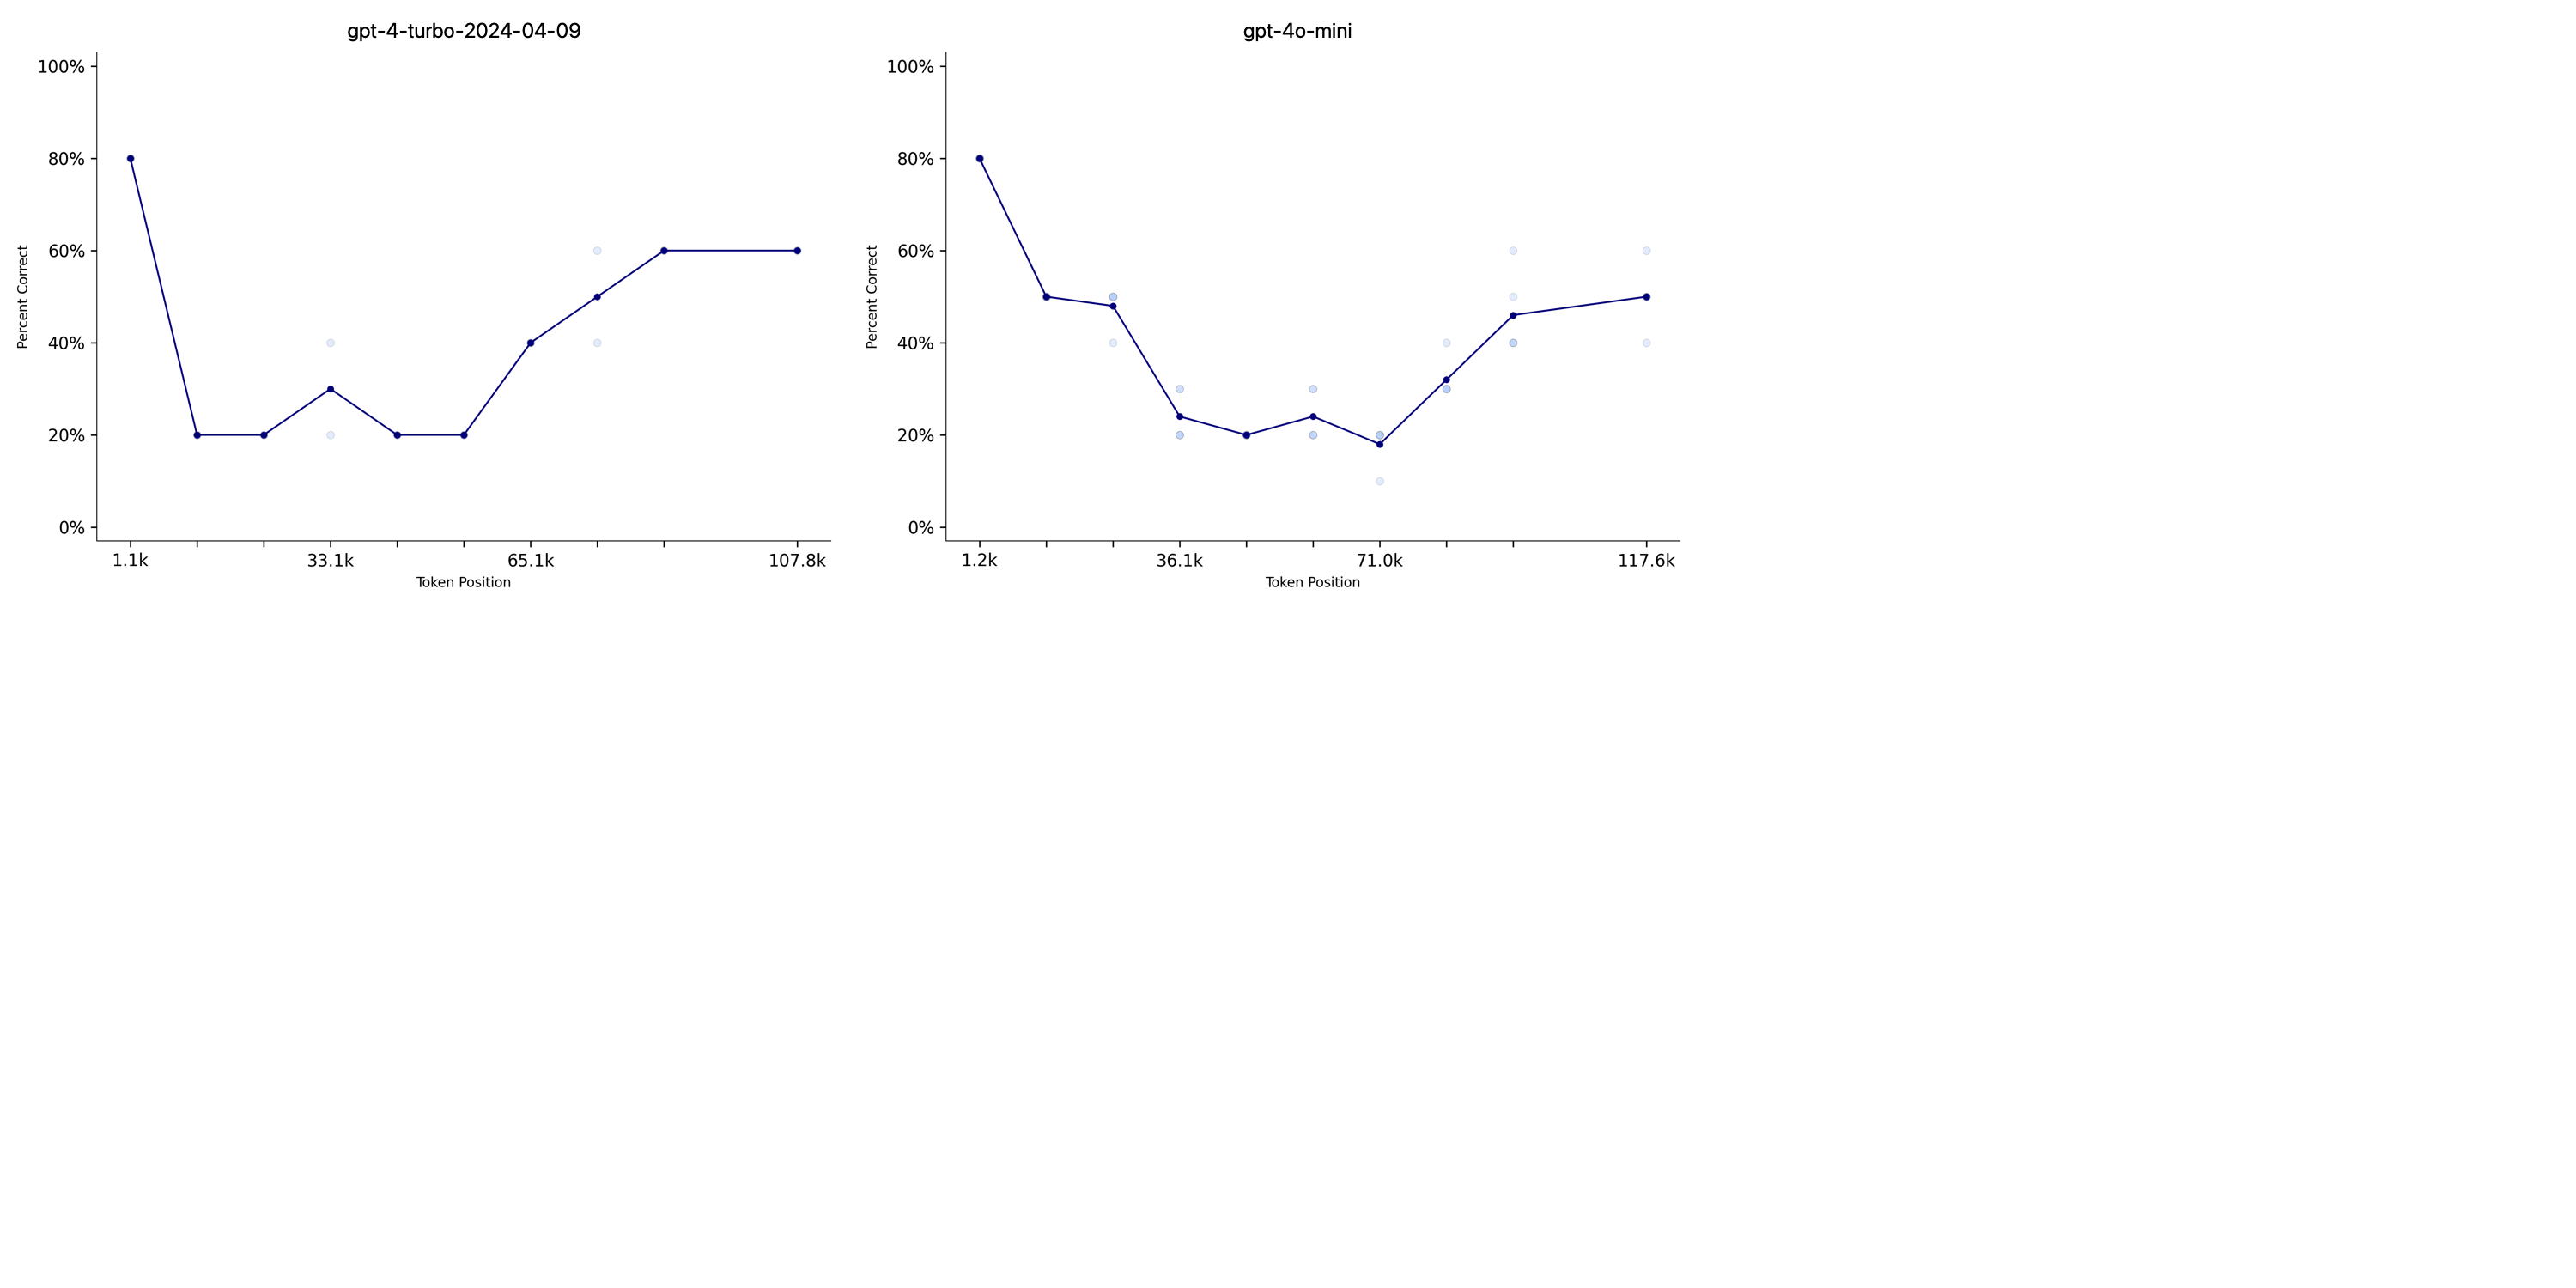 gpt-4-turbo-2024-04-09
100%
80%
60%
40%
20%
0%
Percent Correct
1.1k 33.1k 65.1k 107.8k
Token Position
gpt-4o-mini
100%
80%
60%
40%
20%
0%
Percent Correct
1.2k 36.1k 71.0k 117.6k
Token Position